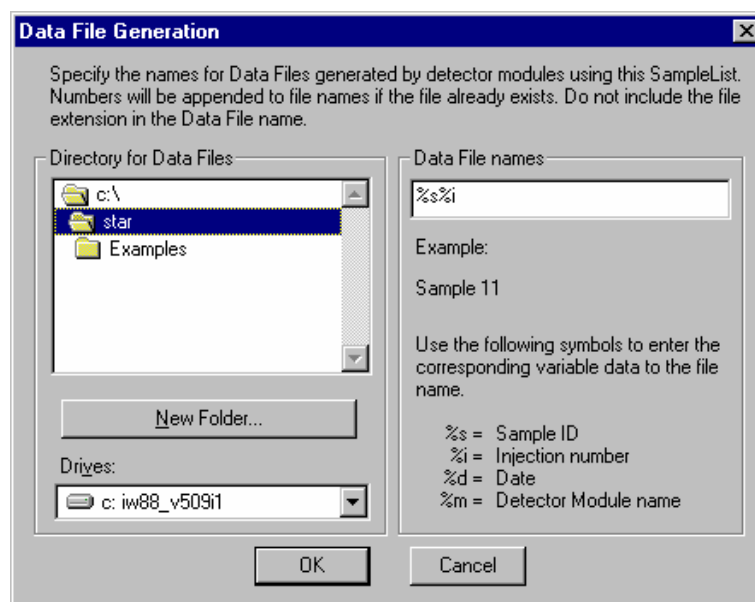 Data File Generation
Specify the names for Data Files generated by detector modules using this SampleList.
Numbers will be appended to file names if the file already exists. Do not include the file
extension in the Data File name.
Directory for Data Files
c:\
star
Examples
New Folder...
Drives:
c: iw88_v509i1
Data File names
%s%i
Example:
Sample 11
Use the following symbols to enter the
corresponding variable data to the file
name.
%s = Sample ID
%i = Injection number
%d = Date
%m = Detector Module name
OK
Cancel